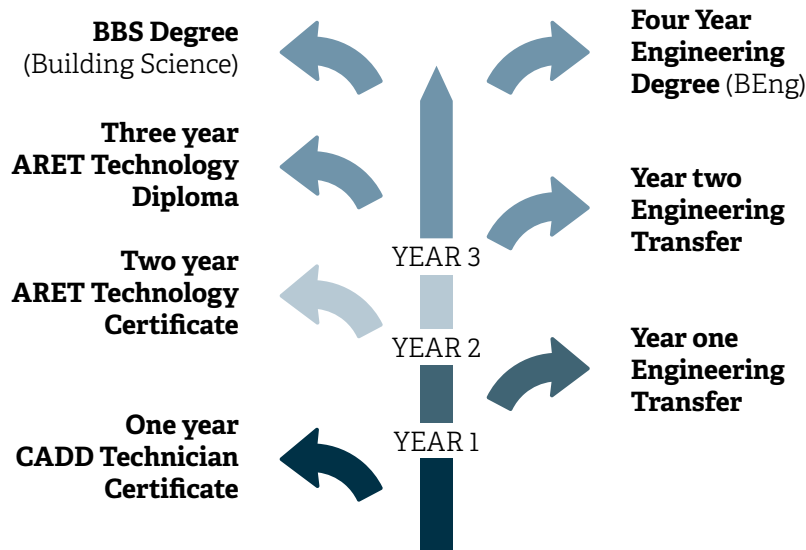 BBS Degree
(Building Science)
Three year
ARET Technology
Diploma
Two year
ARET Technology
Certificate
One year
CADD Technician
Certificate
YEAR 3
YEAR 2
YEAR 1
Four Year
Engineering
Degree (BEng)
Year two
Engineering
Transfer
Year one
Engineering
Transfer